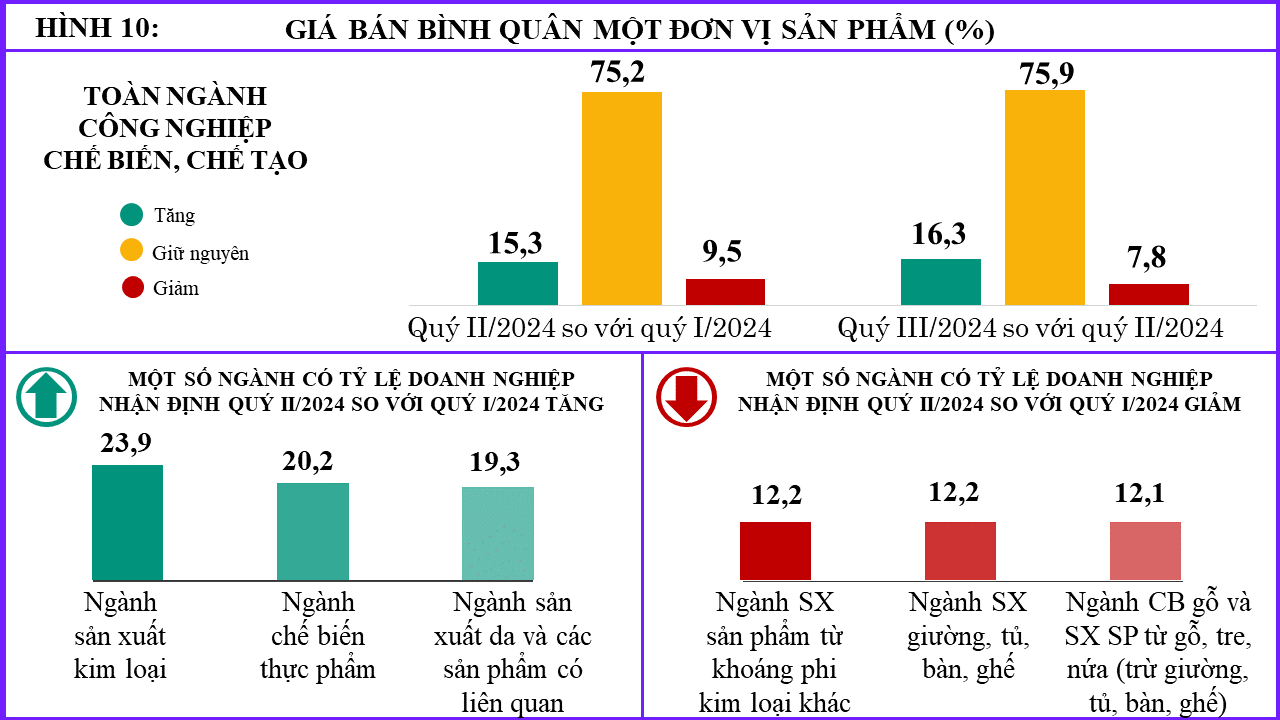 HÌNH 10:
GIÁ BÁN BÌNH QUÂN MỘT ĐƠN VỊ SẢN PHẨM (%)
TOÀN NGÀNH
CÔNG NGHIỆP
CHẾ BIẾN, CHẾ TẠO
Tăng
Giữ nguyên
Giảm
15,3
75,2
9,5
Quý II/2024 so với quý I/2024
16,3
75,9
7,8
Quý III/2024 so với quý II/2024
MỘT SỐ NGÀNH CÓ TỶ LỆ DOANH NGHIỆP
NHẬN ĐỊNH QUÝ II/2024 SO VỚI QUÝ I/2024 TĂNG
23,9
20,2
19,3
Ngành
sản xuất
kim loại
Ngành
chế biến
thực phẩm
Ngành sản
xuất da và các
sản phẩm có
liên quan
MỘT SỐ NGÀNH CÓ TỶ LỆ DOANH NGHIỆP
NHẬN ĐỊNH QUÝ II/2024 SO VỚI QUÝ I/2024 GIẢM
12,2
12,2
12,1
Ngành SX
sản phẩm từ
khoáng phi
kim loại khác
Ngành SX
giường, tủ,
bàn, ghế
Ngành CB gỗ và
SX SP từ gỗ, tre,
nứa (trừ giường,
tủ, bàn, ghế)